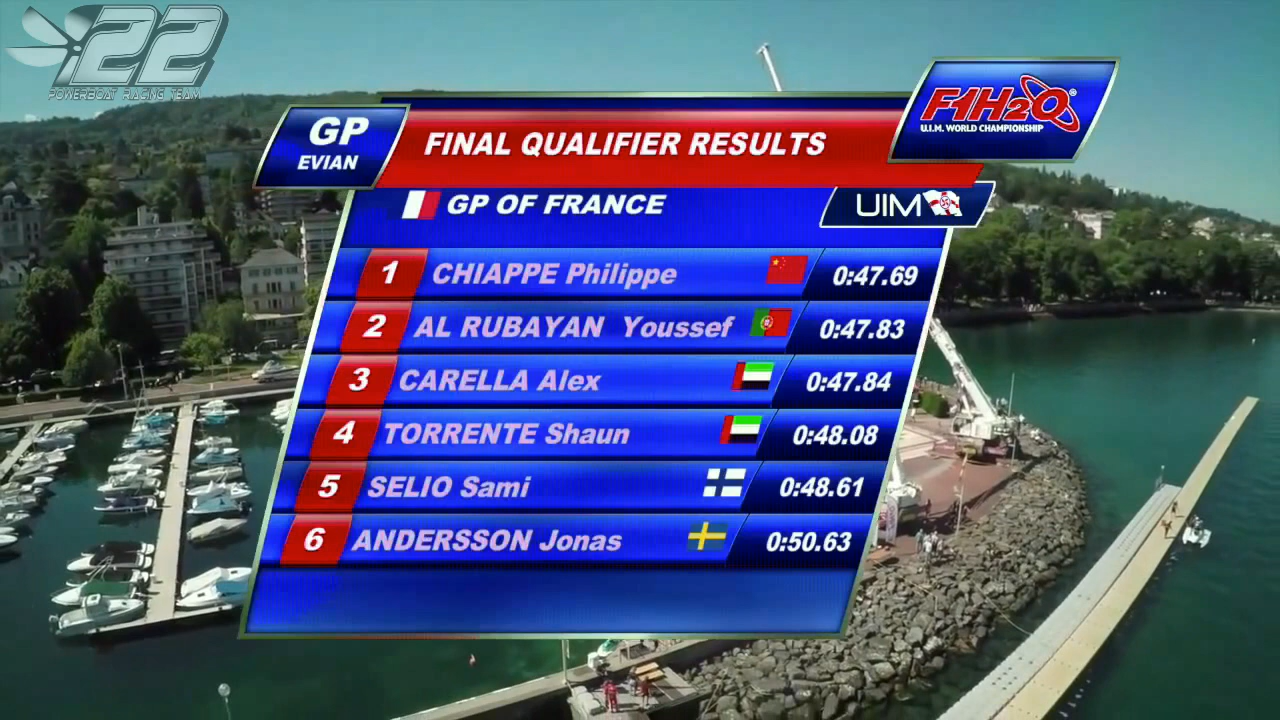 22
POWERBOAT RACING TEAM
GP
EVIAN
FINAL QUALIFIER RESULTS
F1H2O®
U.I.M. WORLD CHAMPIONSHIP
GP OF FRANCE
UIM
1 CHIAPPE Philippe 0:47.69
2 AL RUBAYAN Youssef 0:47.83
3 CARELLA Alex 0:47.84
4 TORRENTE Shaun 0:48.08
5 SELIO Sami 0:48.61
6 ANDERSSON Jonas 0:50.63